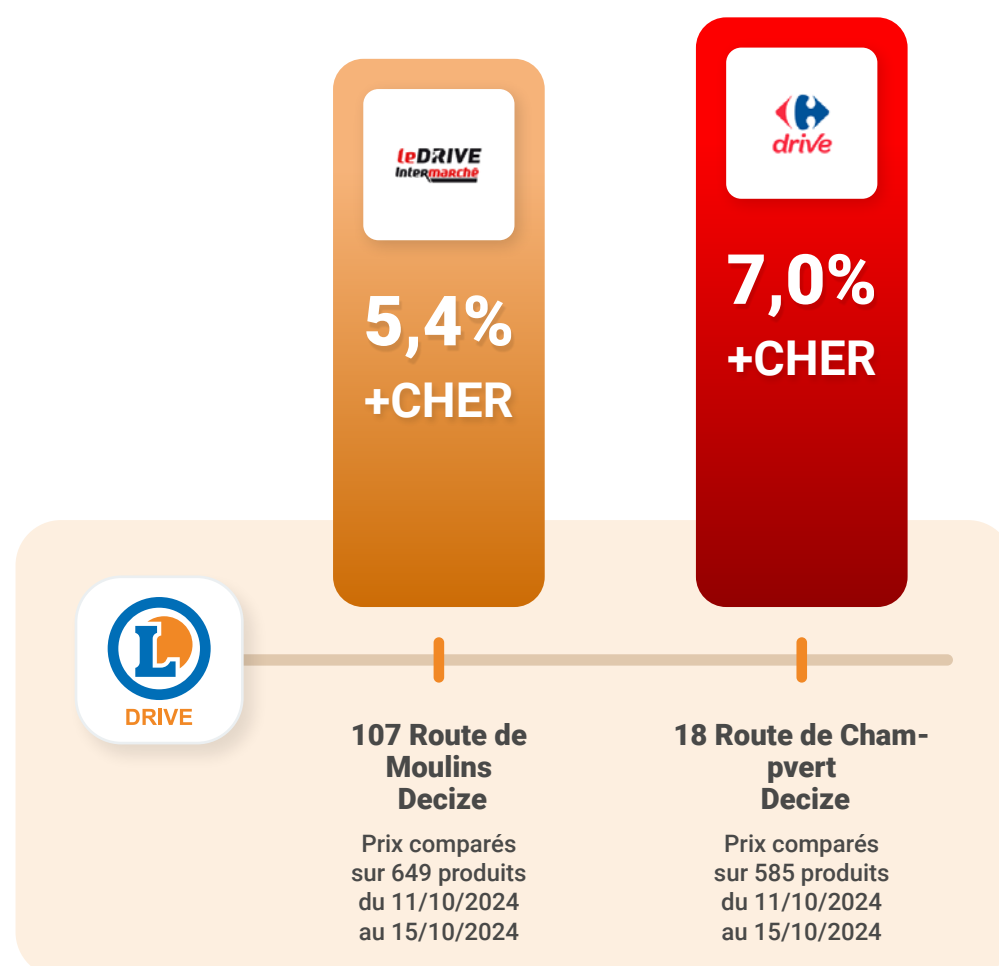 leDRIVE
Intermarché
5,4%
+CHER
drive
7,0%
+CHER
L
DRIVE
107 Route de
Moulins
Decize
Prix comparés
sur 649 produits
du 11/10/2024
au 15/10/2024
18 Route de Cham-
pvert
Decize
Prix comparés
sur 585 produits
du 11/10/2024
au 15/10/2024